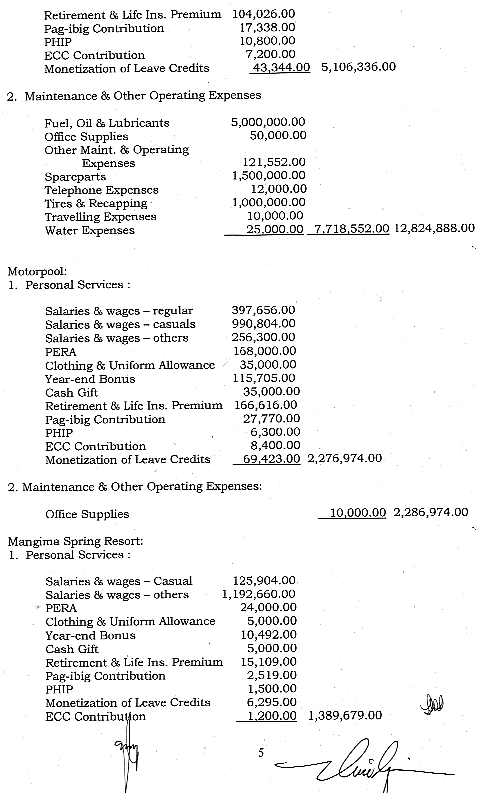 Retirement & Life Ins. Premium 104,026.00
Pag-ibig Contribution 17,338.00
PHIP 10,800.00
ECC Contribution 7,200.00
Monetization of Leave Credits 43,344.00 5,106,336.00
2. Maintenance & Other Operating Expenses
Fuel, Oil & Lubricants 5,000,000.00
Office Supplies 50,000.00
Other Maint. & Operating
Expenses 121,552.00
Spareparts 1,500,000.00
Telephone Expenses 12,000.00
Tires & Recapping 1,000,000.00
Travelling Expenses 10,000.00
Water Expenses 25,000.00 7,718,552.00 12,824,888.00
Motorpool:
1. Personal Services :
Salaries & wages – regular 397,656.00
Salaries & wages – casuals 990,804.00
Salaries & wages – others 256,300.00
PERA 168,000.00
Clothing & Uniform Allowance 35,000.00
Year-end Bonus 115,705.00
Cash Gift 35,000.00
Retirement & Life Ins. Premium 166,616.00
Pag-ibig Contribution 27,770.00
PHIP 6,300.00
ECC Contribution 8,400.00
Monetization of Leave Credits 69,423.00 2,276,974.00
2. Maintenance & Other Operating Expenses:
Office Supplies 10,000.00 2,286,974.00
Mangima Spring Resort:
1. Personal Services :
Salaries & wages – Casual 125,904.00
Salaries & wages – others 1,192,660.00
PERA 24,000.00
Clothing & Uniform Allowance 5,000.00
Year-end Bonus 10,492.00
Cash Gift 5,000.00
Retirement & Life Ins. Premium 15,109.00
Pag-ibig Contribution 2,519.00
PHIP 1,500.00
Monetization of Leave Credits 6,295.00
ECC Contribution 1,200.00 1,389,679.00
5